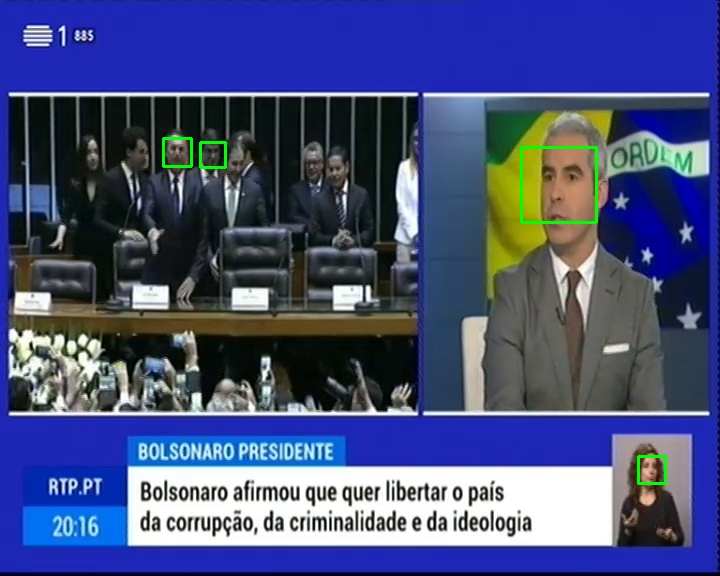 1 885
ORDEM
BOLSONARO PRESIDENTE
RTP.PT
20:16
Bolsonaro afirmou que quer libertar o país
da corrupção, da criminalidade e da ideologia